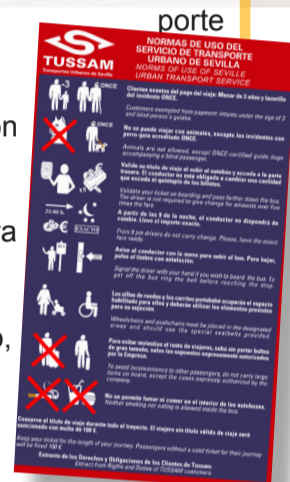 porte
ón
ra
o,
TUSSAM
Transportes Urbanos de Sevilla
NORMAS DE USO DEL
SERVICIO DE TRANSPORTE
URBANO DE SEVILLA
NORMS OF USE OF SEVILLE
URBAN TRANSPORT SERVICE
-3
ONCE
Clientes exentos del pago del viaje: Menor de 3 años y lazarillo
del invidente ONCE.
Customers exempted from payment: infants under the age of 3
and blind person's guides.
ONCE
No se puede viajar con animales, excepto los invidentes con
perro-guía acreditado ONCE.
Animals are not allowed, except ONCE-certified guide dogs
accompanying a blind passenger.
Valide su título de viaje al subir al autobús y acceda a la parte
trasera. El conductor no está obligado a cambiar una cantidad
que exceda el quíntuplo de los billetes.
Validate your ticket on boarding and pass farther down the bus.
The driver is not required to give change for amounts over five
times the fare.
21:00 h.
EXACTO
A partir de las 9 de la noche, el conductor no dispondrá de
cambio. Lleve el importe exacto.
From 9 pm drivers do not carry change. Please, have the exact
fare ready.
Avise al conductor con la mano para subir al bus. Para bajar,
pulse el timbre con antelación.
Signal the driver with your hand if you wish to board the bus. To
get off the bus ring the bell before reaching the stop.
Las sillas de ruedas y los carritos portabebé ocuparán el espacio
habilitado para ellos y deberán utilizar los elementos previstos
para su sujeción.
Wheelchairs and pushchairs must be placed in the designated
areas and should use the special seatbelts provided.
Para evitar molestias al resto de viajeros, no suba sin portar bultos
de gran tamaño, salvo los supuestos expresamente autorizados
por la Empresa.
To avoid inconvenience to other passengers, do not carry large
items on board, except the cases expressly authorized by the
company.
No se permite fumar ni comer en el interior de los autobuses.
Neither smoking nor eating is allowed inside the bus.
Conserve el título de viaje durante todo el trayecto. El viajero sin título válido de viaje será
sancionado con multa de 100 €.
Keep your ticket for the length of your journey. Passengers without a valid ticket for their journey
will be fined 100 €.
Extracto de los Derechos y Obligaciones de los Clientes de Tussam.
Extract from Rights and Duties of TUSSAM customers